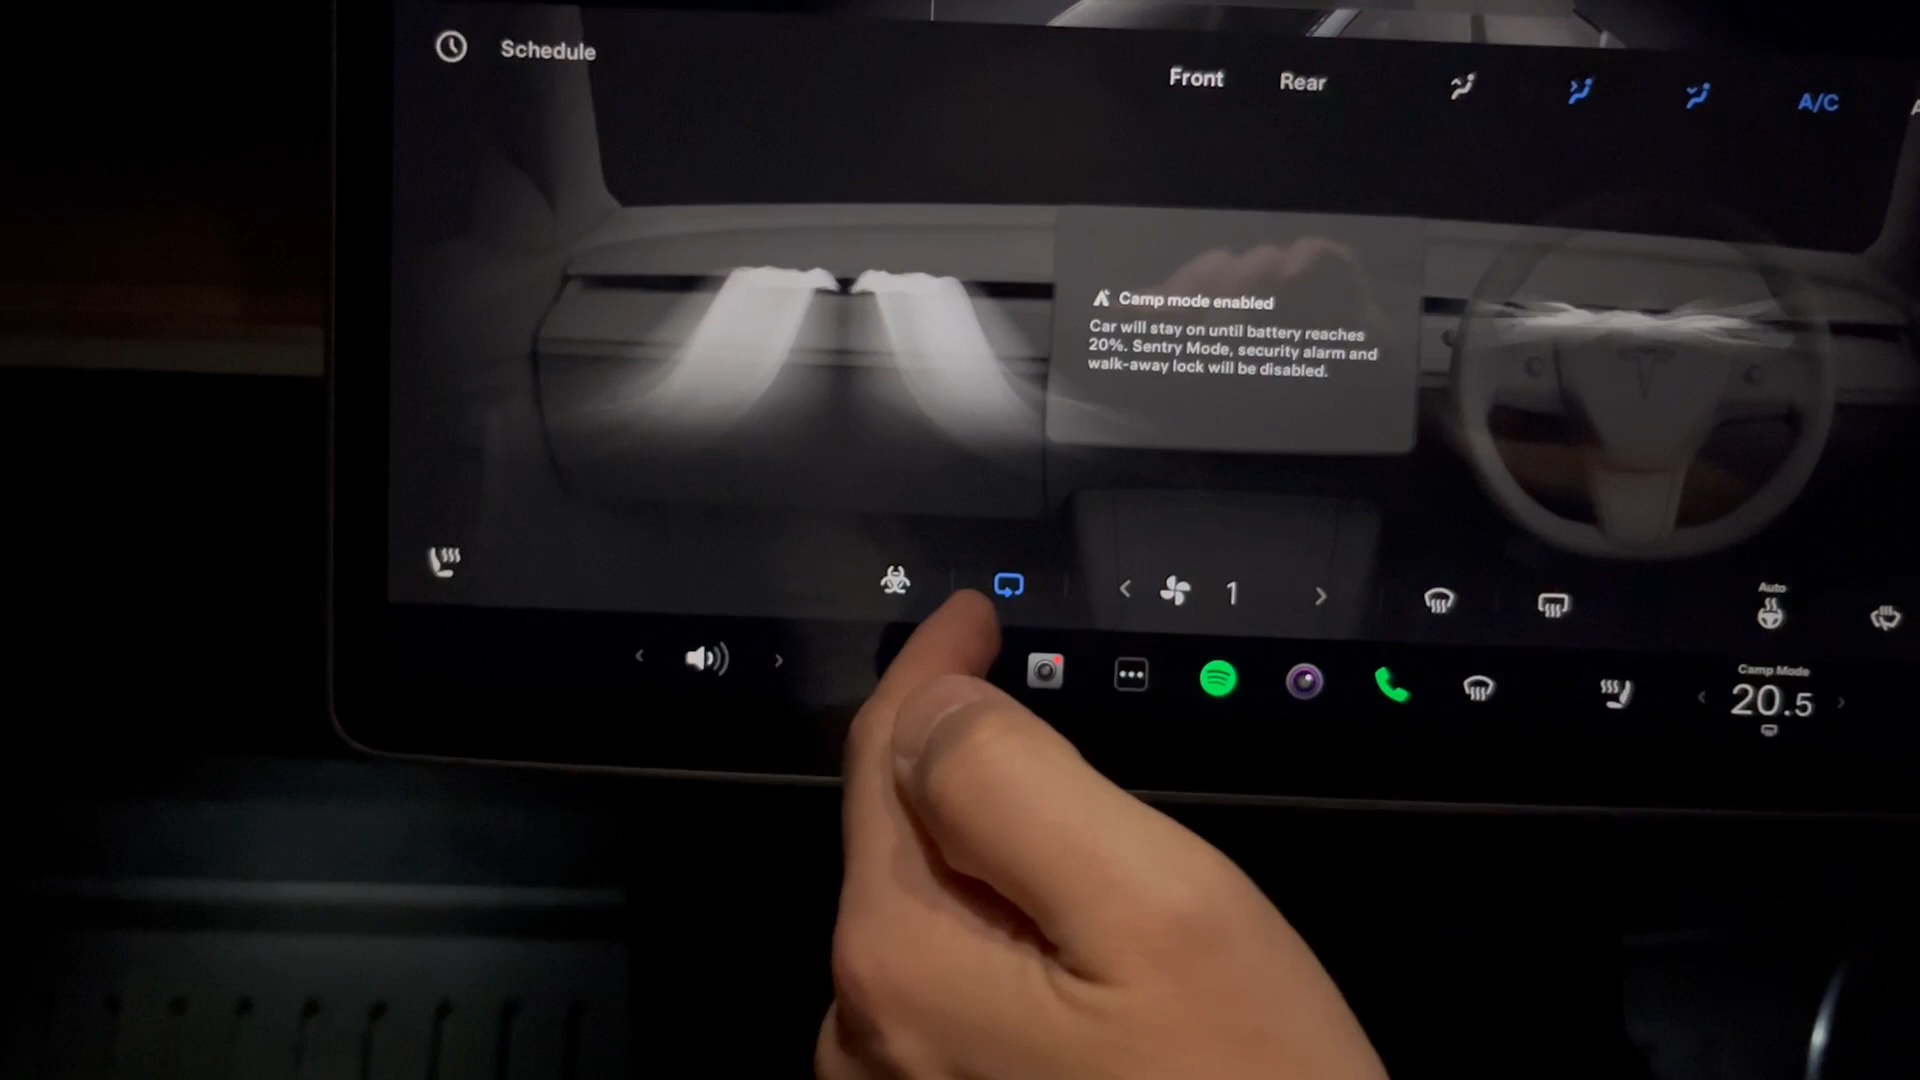 Schedule
Front
Rear
A/C
Camp mode enabled
Car will stay on until battery reaches
20%. Sentry Mode, security alarm and
walk-away lock will be disabled.
1
Auto
Camp Mode
20.5